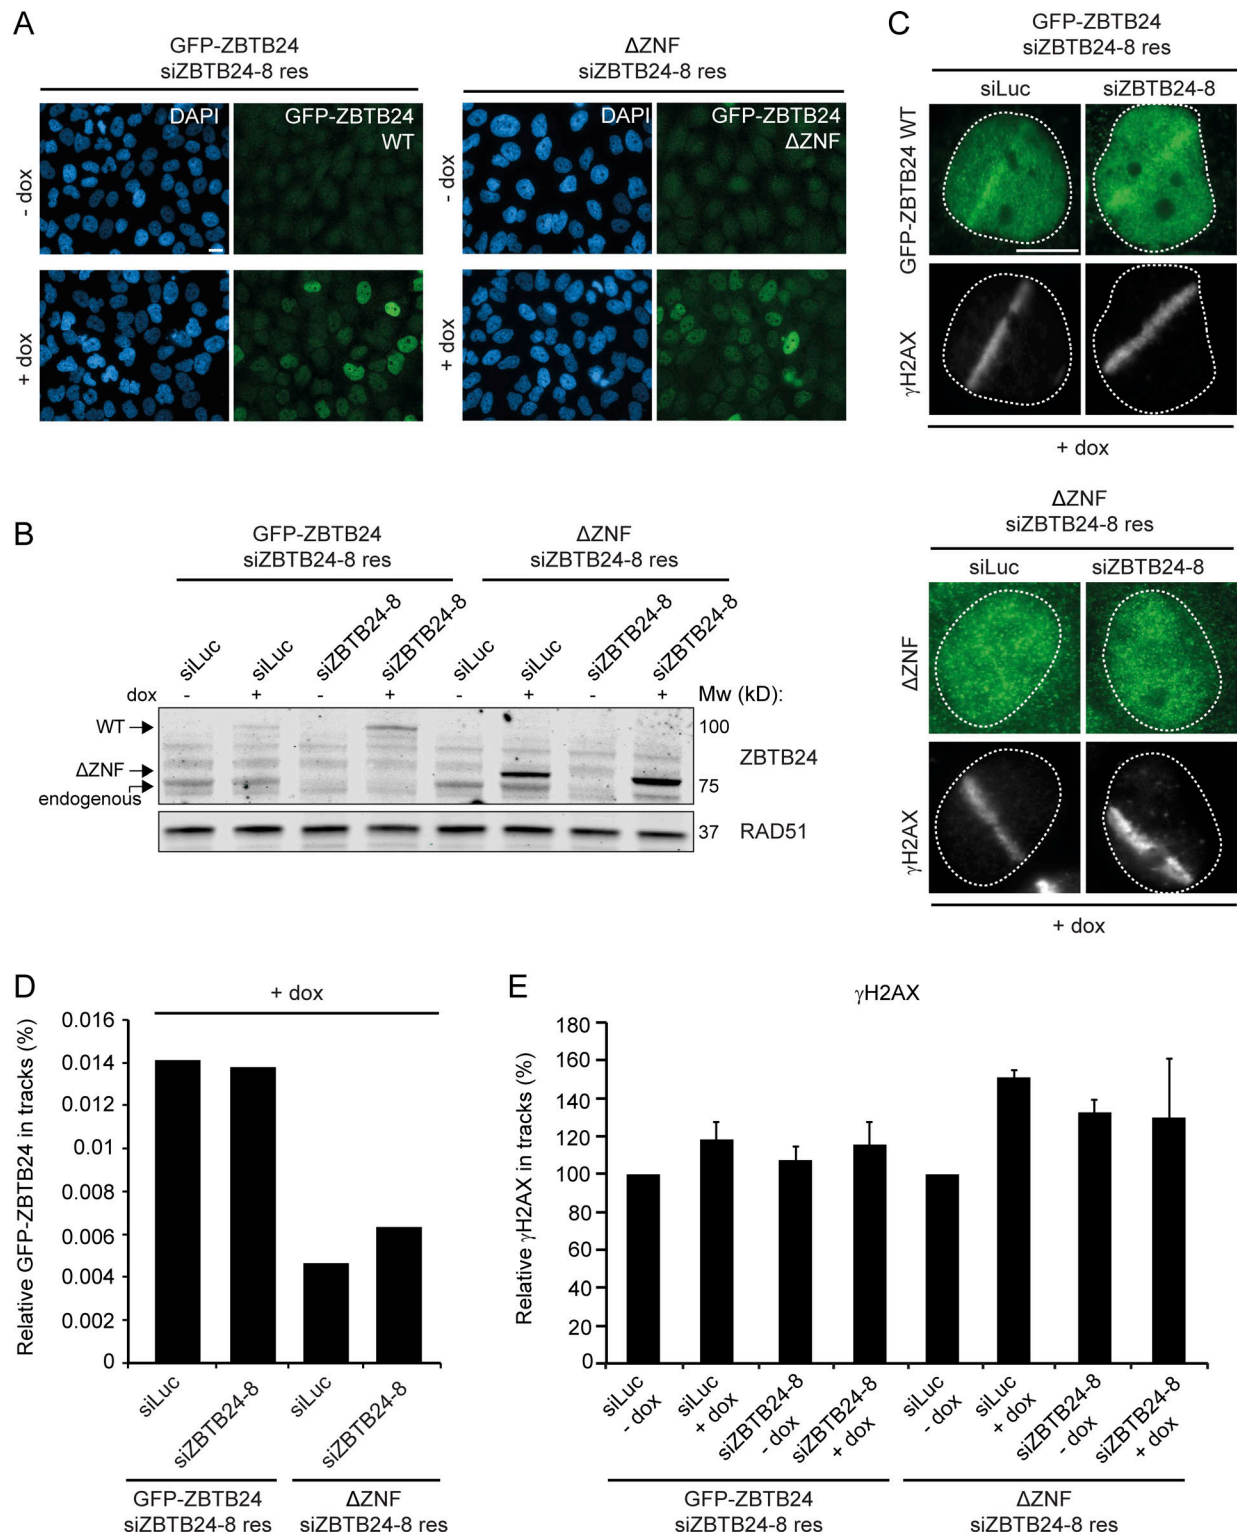 A
GFP-ZBTB24
siZBTB24-8 res
ΔZNF
siZBTB24-8 res
DAPI
GFP-ZBTB24
WT
DAPI
GFP-ZBTB24
ΔZNF
- dox
- dox
+ dox
+ dox
B
GFP-ZBTB24
siZBTB24-8 res
ΔZNF
siZBTB24-8 res
siLuc siLuc siZBTB24-8 siZBTB24-8 siLuc siLuc siZBTB24-8 siZBTB24-8
dox - + - + - + - + Mw (kD):
WT
100
ZBTB24
ΔZNF
endogenous
75
37 RAD51
C
GFP-ZBTB24
siZBTB24-8 res
siLuc siZBTB24-8
GFP-ZBTB24 WT
γH2AX
+ dox
ΔZNF
siZBTB24-8 res
siLuc siZBTB24-8
ΔZNF
γH2AX
+ dox
D
+ dox
Relative GFP-ZBTB24 in tracks (%)
0.016
0.014
0.012
0.01
0.008
0.006
0.004
0.002
0
siLuc
siZBTB24-8
siLuc
siZBTB24-8
GFP-ZBTB24
siZBTB24-8 res
ΔZNF
siZBTB24-8 res
E
γH2AX
Relative γH2AX in tracks (%)
180
160
140
120
100
80
60
40
20
0
siLuc
- dox
siLuc
+ dox
siZBTB24-8
- dox
siZBTB24-8
+ dox
siLuc
- dox
siLuc
+ dox
siZBTB24-8
- dox
siZBTB24-8
+ dox
GFP-ZBTB24
siZBTB24-8 res
ΔZNF
siZBTB24-8 res